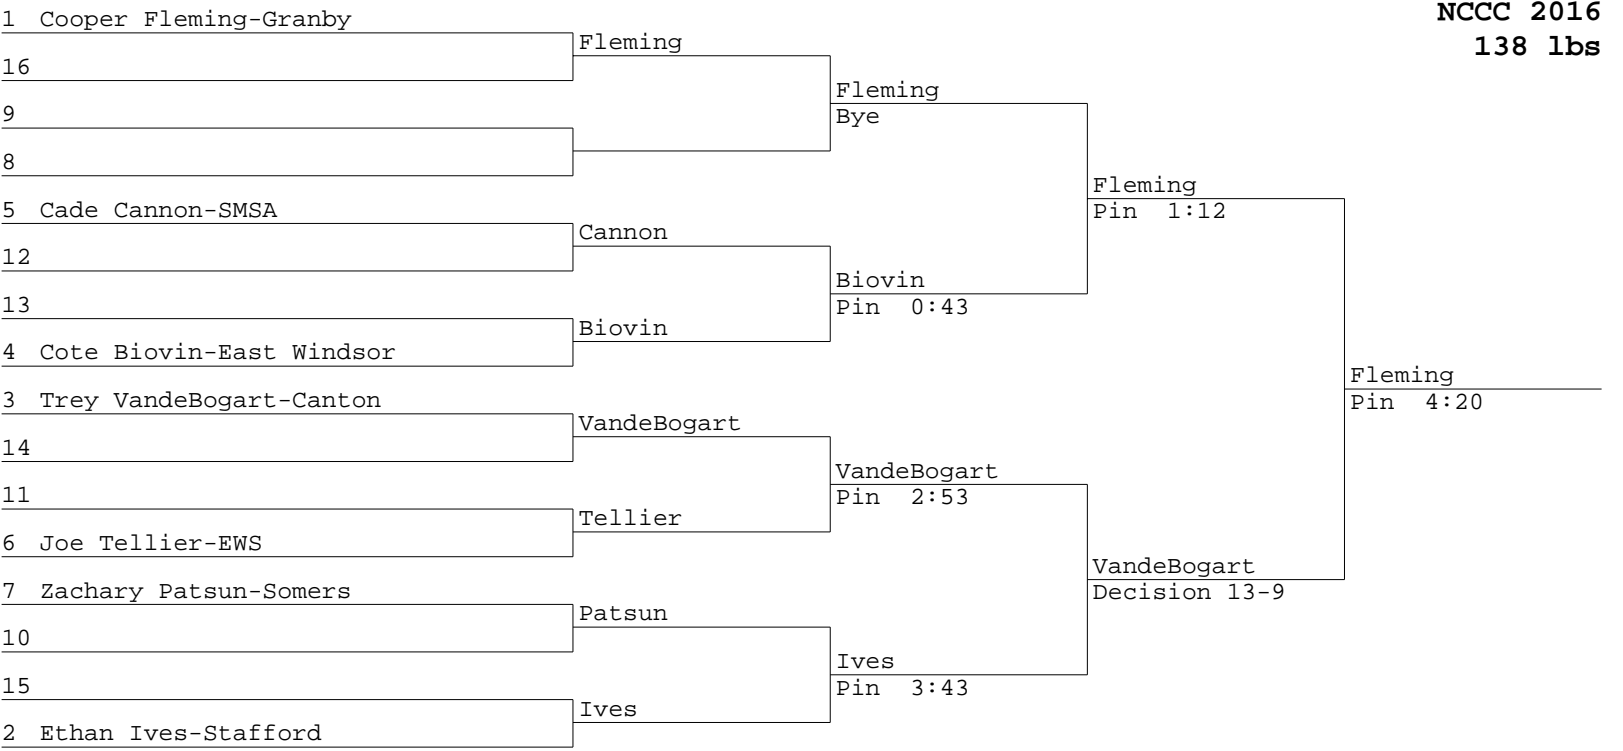 NCCC 2016
138 lbs
1 Cooper Fleming-Granby
16
9
8
5 Cade Cannon-SMSA
12
13
4 Cote Biovin-East Windsor
3 Trey VandeBogart-Canton
14
11
6 Joe Tellier-EWS
7 Zachary Patsun-Somers
10
15
2 Ethan Ives-Stafford
Fleming
Cannon
Biovin
VandeBogart
Tellier
Patsun
Ives
Fleming
Bye
Biovin
Pin 0:43
VandeBogart
Pin 2:53
Ives
Pin 3:43
Fleming
Pin 1:12
VandeBogart
Decision 13-9
Fleming
Pin 4:20